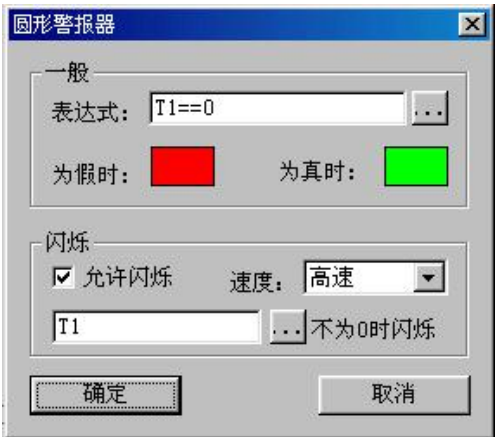 圆形警报器
一般
表达式： T1==0 ...
为假时： 为真时：
闪烁
允许闪烁 速度： 高速
T1 ... 不为0时闪烁
确定 取消